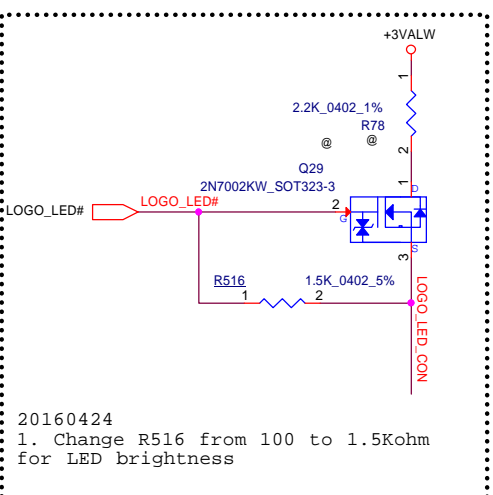 +3VALW
1
2.2K_0402_1%
R78
@ @
2
Q29
2N7002KW_SOT323-3
1
D
LOGO_LED#
LOGO_LED#
2
G
S
3
R516
1.5K_0402_5%
1
2
LOGO_LED_CON
20160424
1. Change R516 from 100 to 1.5Kohm
for LED brightness